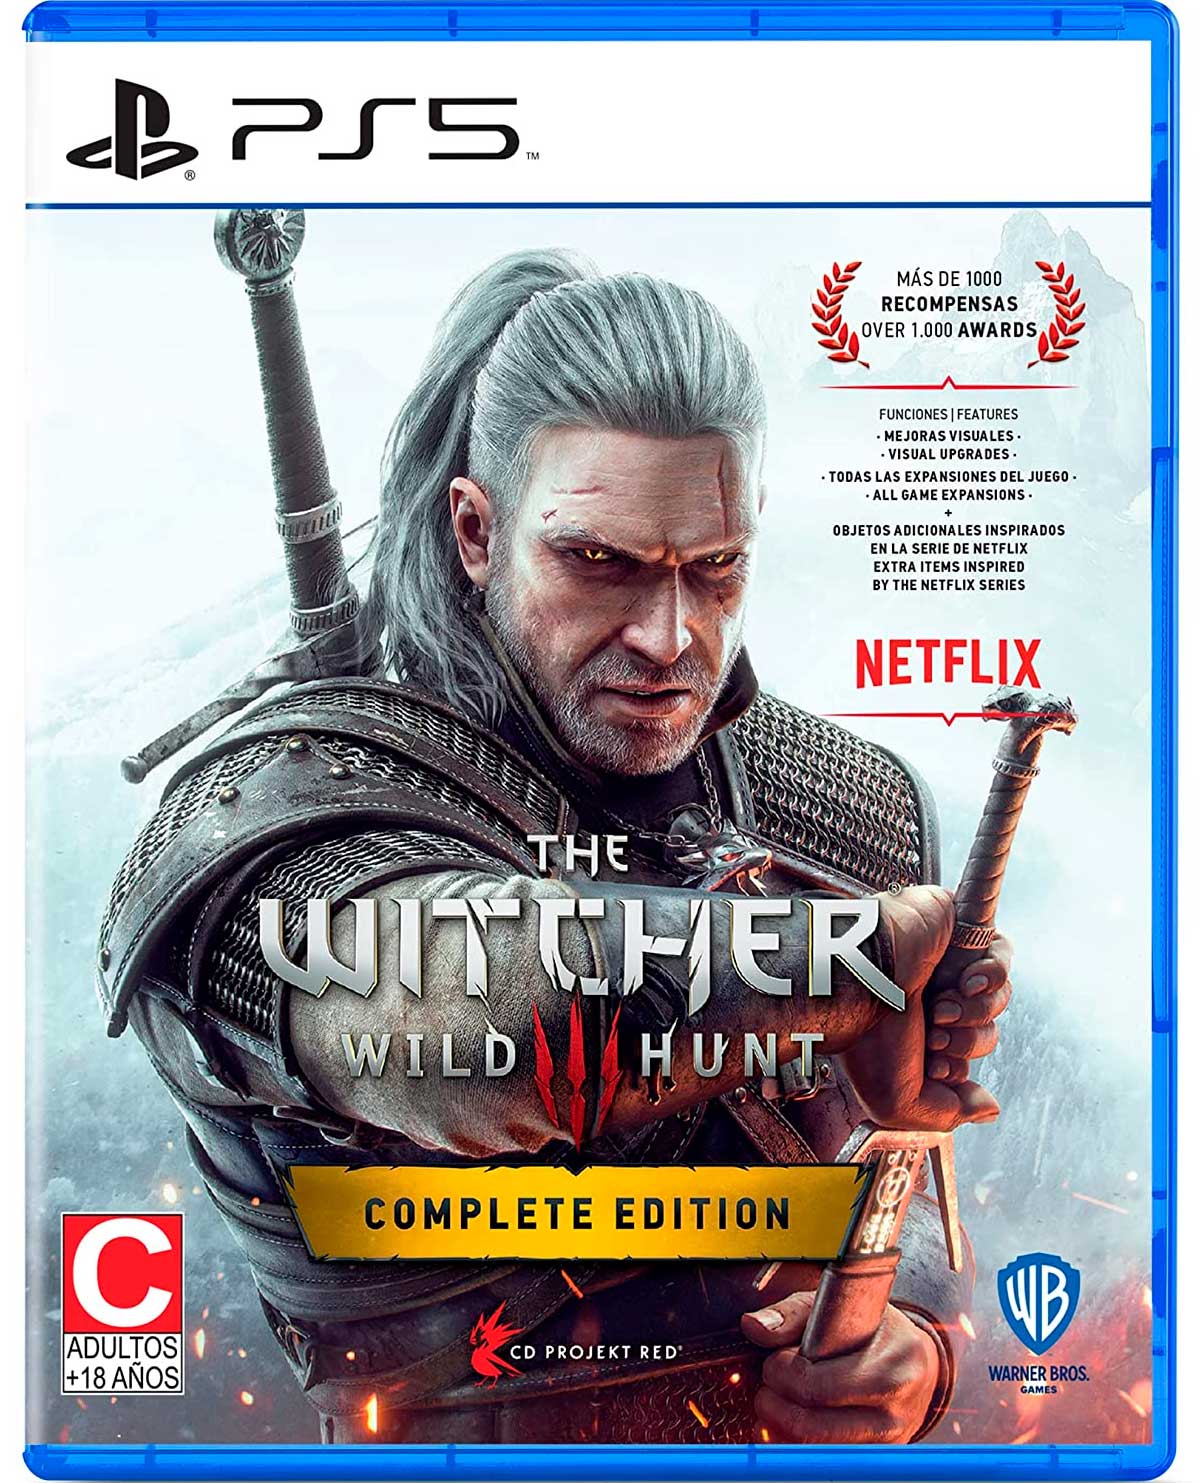 PS5™
MÁS DE 1000
RECOMPENSAS
OVER 1.000 AWARDS
FUNCIONES | FEATURES
· MEJORAS VISUALES ·
· VISUAL UPGRADES ·
· TODAS LAS EXPANSIONES DEL JUEGO ·
· ALL GAME EXPANSIONS ·
+
OBJETOS ADICIONALES INSPIRADOS
EN LA SERIE DE NETFLIX
EXTRA ITEMS INSPIRED
BY THE NETFLIX SERIES
NETFLIX
THE
WITCHER®
WILD III HUNT
COMPLETE EDITION
C
ADULTOS
+18 AÑOS
CD PROJEKT RED®
WB
WARNER BROS.
GAMES